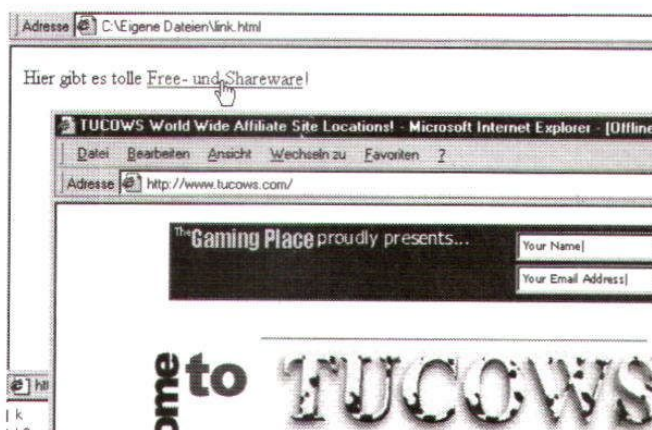 Adresse C:\Eigene Dateien\link.html
Hier gibt es tolle Free- und Shareware!
TUCOWS World Wide Affiliate Site Locations! - Microsoft Internet Explorer - [Offline
Datei Bearbeiten Ansicht Wechseln zu Favoriten ?
Adresse http://www.tucows.com/
The Gaming Place proudly presents...
Your Name
Your Email Address
ome to TUCOWS
k